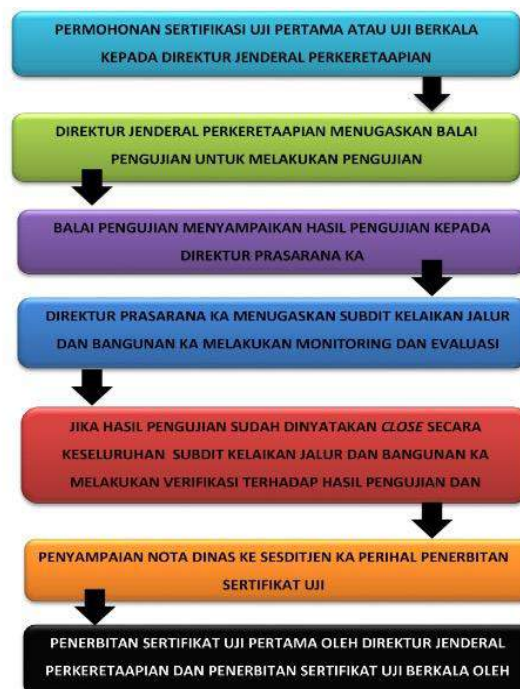 PERMOHONAN SERTIFIKASI UJI PERTAMA ATAU UJI BERKALA
KEPADA DIREKTUR JENDERAL PERKERETAAPIAN
DIREKTUR JENDERAL PERKERETAAPIAN MENUGASKAN BALAI
PENGUJIAN UNTUK MELAKUKAN PENGUJIAN
BALAI PENGUJIAN MENYAMPAIKAN HASIL PENGUJIAN KEPADA
DIREKTUR PRASARANA KA
DIREKTUR PRASARANA KA MENUGASKAN SUBDIT KELAIKAN JALUR
DAN BANGUNAN KA MELAKUKAN MONITORING DAN EVALUASI
JIKA HASIL PENGUJIAN SUDAH DINYATAKAN CLOSE SECARA
KESELURUHAN SUBDIT KELAIKAN JALUR DAN BANGUNAN KA
MELAKUKAN VERIFIKASI TERHADAP HASIL PENGUJIAN DAN
PENYAMPAIAN NOTA DINAS KE SESDITJEN KA PERIHAL PENERBITAN
SERTIFIKAT UJI
PENERBITAN SERTIFIKAT UJI PERTAMA OLEH DIREKTUR JENDERAL
PERKERETAAPIAN DAN PENERBITAN SERTIFIKAT UJI BERKALA OLEH